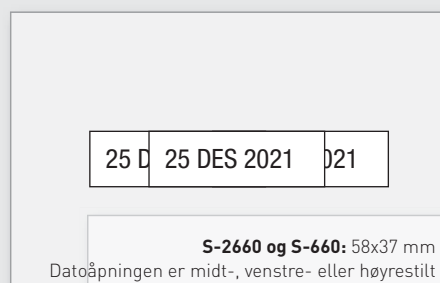 25 D 25 DES 2021 021
S-2660 og S-660: 58x37 mm
Datoåpningen er midt-, venstre- eller høyrestilt